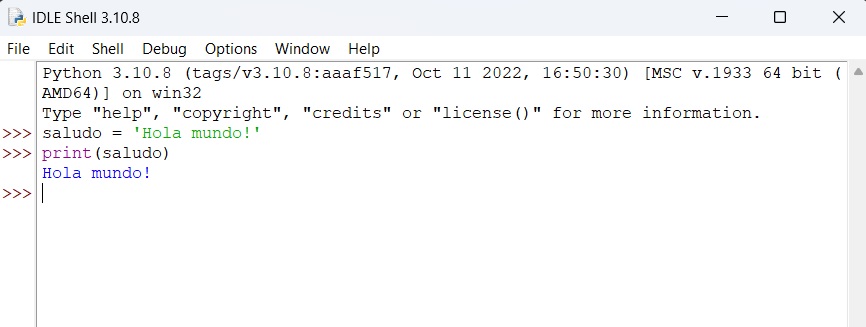 IDLE Shell 3.10.8
File Edit Shell Debug Options Window Help
Python 3.10.8 (tags/v3.10.8:aaaf517, Oct 11 2022, 16:50:30) [MSC v.1933 64 bit (
AMD64)] on win32
Type "help", "copyright", "credits" or "license()" for more information.
>>> saludo = 'Hola mundo!'
>>> print(saludo)
Hola mundo!
>>>